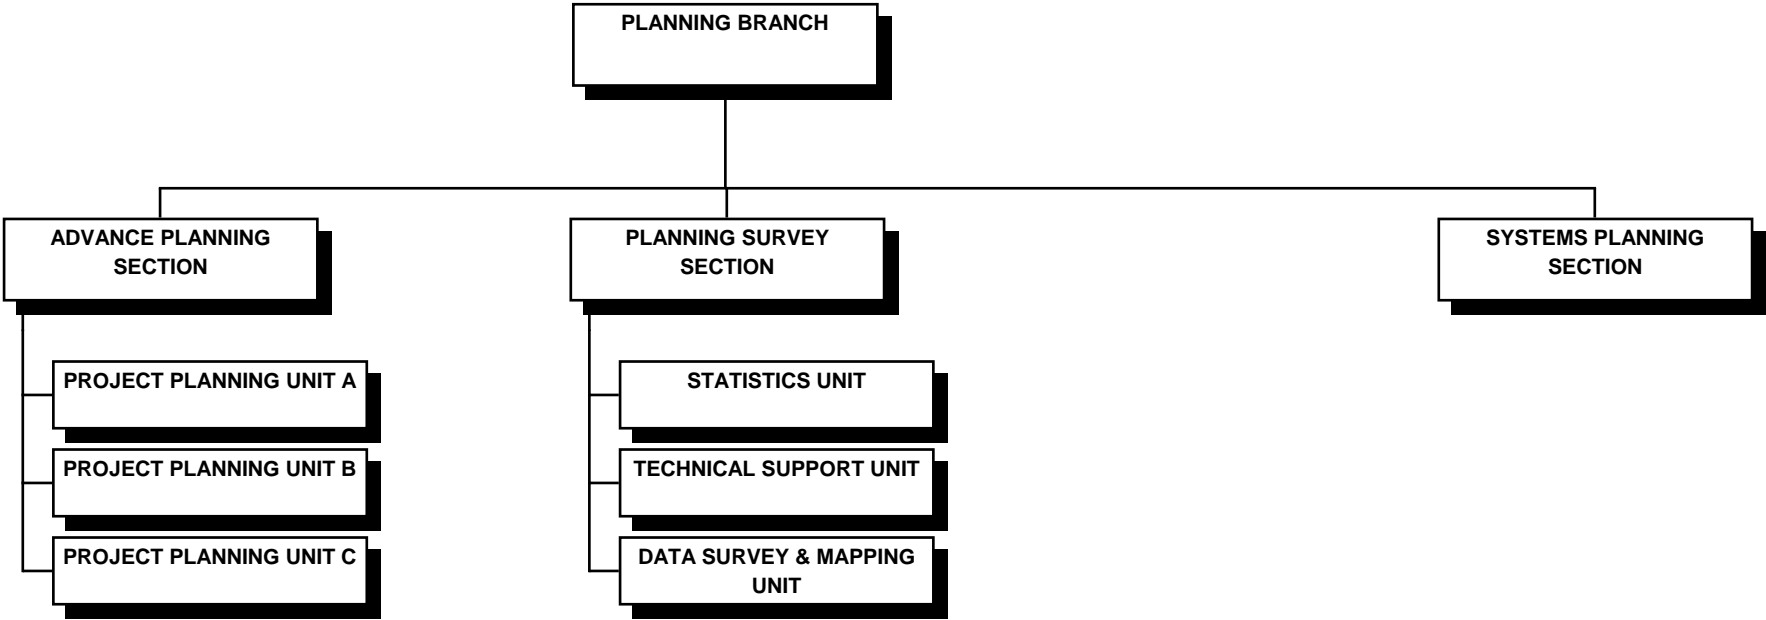 PLANNING BRANCH
ADVANCE PLANNING
SECTION
PLANNING SURVEY
SECTION
SYSTEMS PLANNING
SECTION
PROJECT PLANNING UNIT A
PROJECT PLANNING UNIT B
PROJECT PLANNING UNIT C
STATISTICS UNIT
TECHNICAL SUPPORT UNIT
DATA SURVEY & MAPPING
UNIT